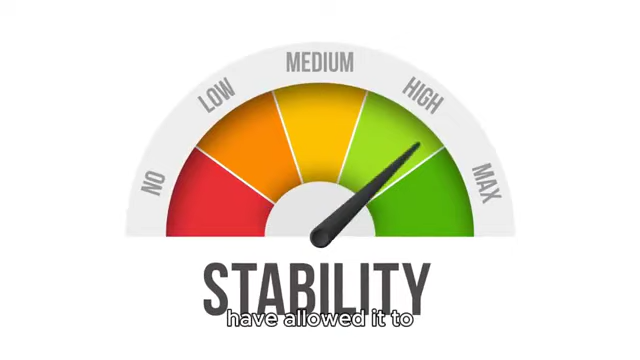 NO
LOW
MEDIUM
HIGH
MAX
STABILITY
have allowed it to